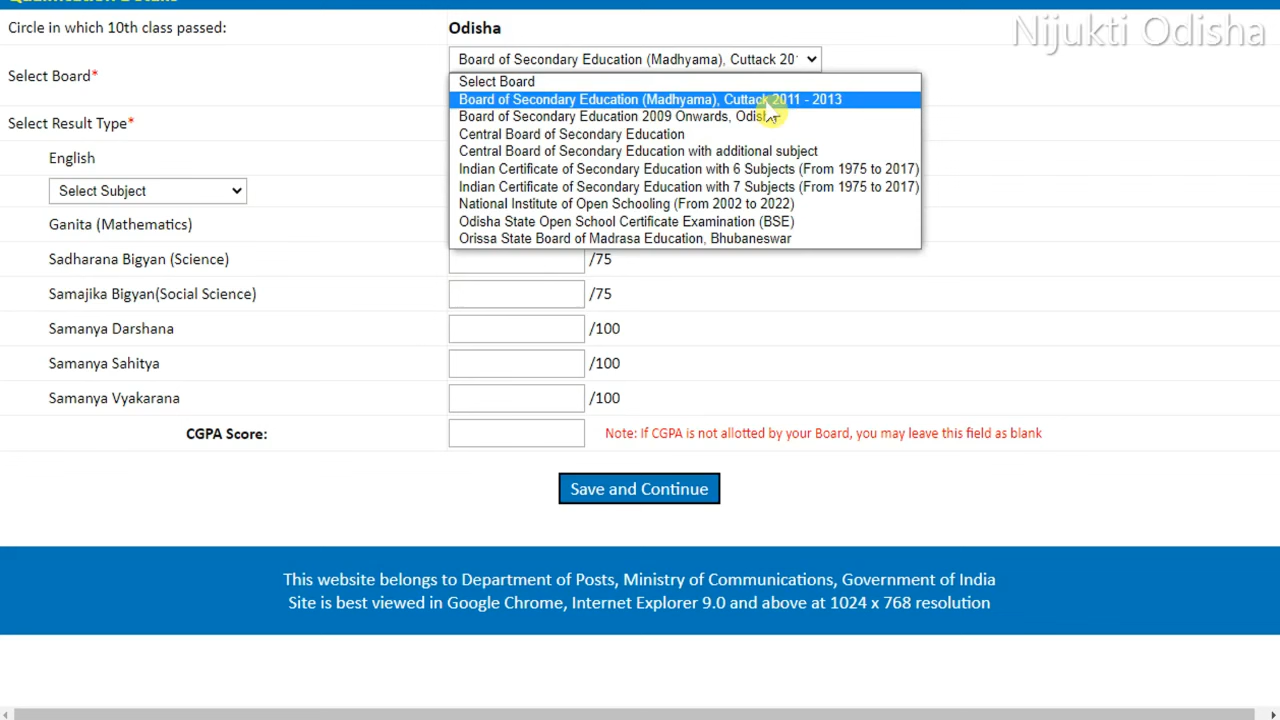 Qualification Details
Circle in which 10th class passed:
Odisha
Nijukti Odisha
Select Board*
Board of Secondary Education (Madhyama), Cuttack 20
Select Board
Board of Secondary Education (Madhyama), Cuttack 2011 - 2013
Board of Secondary Education 2009 Onwards, Odisha
Central Board of Secondary Education
Central Board of Secondary Education with additional subject
Indian Certificate of Secondary Education with 6 Subjects (From 1975 to 2017)
Indian Certificate of Secondary Education with 7 Subjects (From 1975 to 2017)
National Institute of Open Schooling (From 2002 to 2022)
Odisha State Open School Certificate Examination (BSE)
Orissa State Board of Madrasa Education, Bhubaneswar
Select Result Type*
English
Select Subject
Ganita (Mathematics)
Sadharana Bigyan (Science) /75
Samajika Bigyan(Social Science) /75
Samanya Darshana /100
Samanya Sahitya /100
Samanya Vyakarana /100
CGPA Score: Note: If CGPA is not allotted by your Board, you may leave this field as blank
Save and Continue
This website belongs to Department of Posts, Ministry of Communications, Government of India
Site is best viewed in Google Chrome, Internet Explorer 9.0 and above at 1024 x 768 resolution